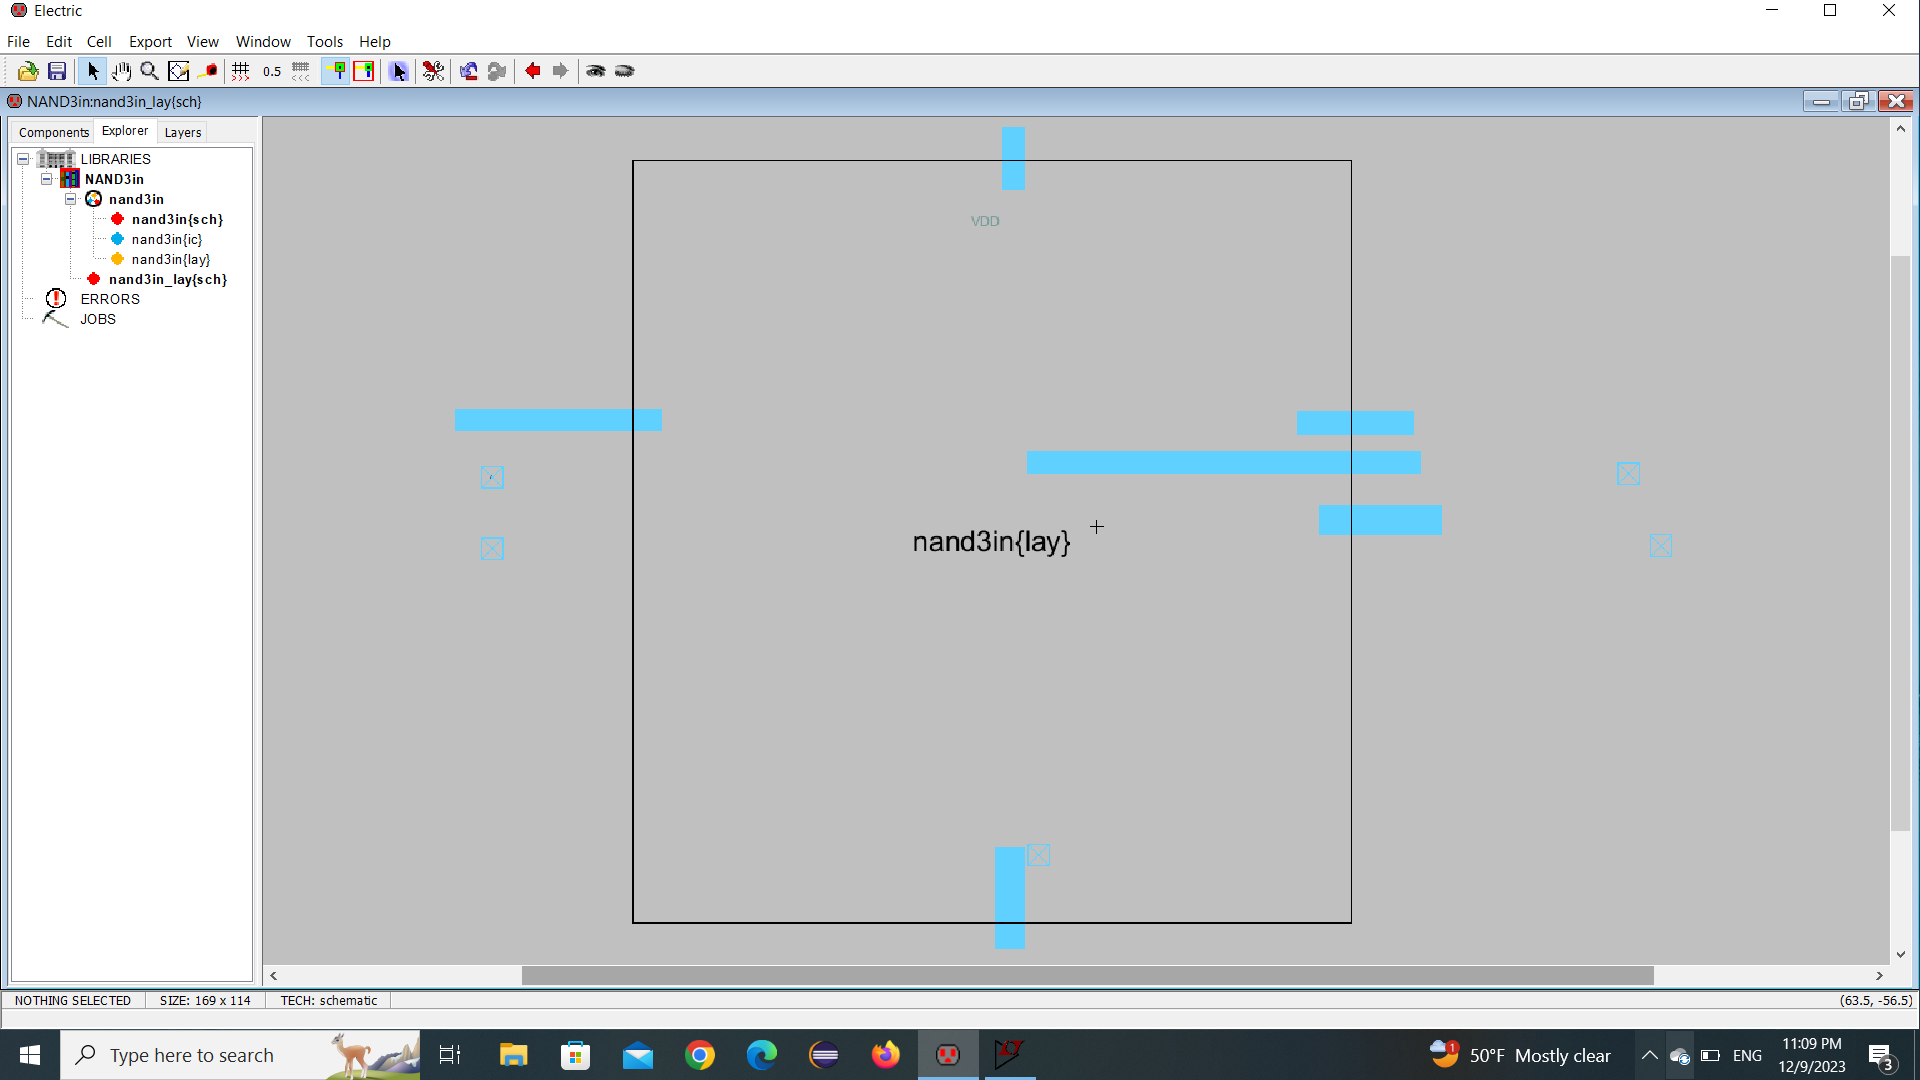 Electric
File Edit Cell Export View Window Tools Help
0.5
NAND3in:nand3in_lay{sch}
Components Explorer Layers
LIBRARIES
NAND3in
nand3in
nand3in{sch}
nand3in{ic}
nand3in{lay}
nand3in_lay{sch}
ERRORS
JOBS
VDD
nand3in{lay}
NOTHING SELECTED SIZE: 169 x 114 TECH: schematic (63.5, -56.5)
Type here to search
1
50°F Mostly clear
ENG
11:09 PM
12/9/2023
3